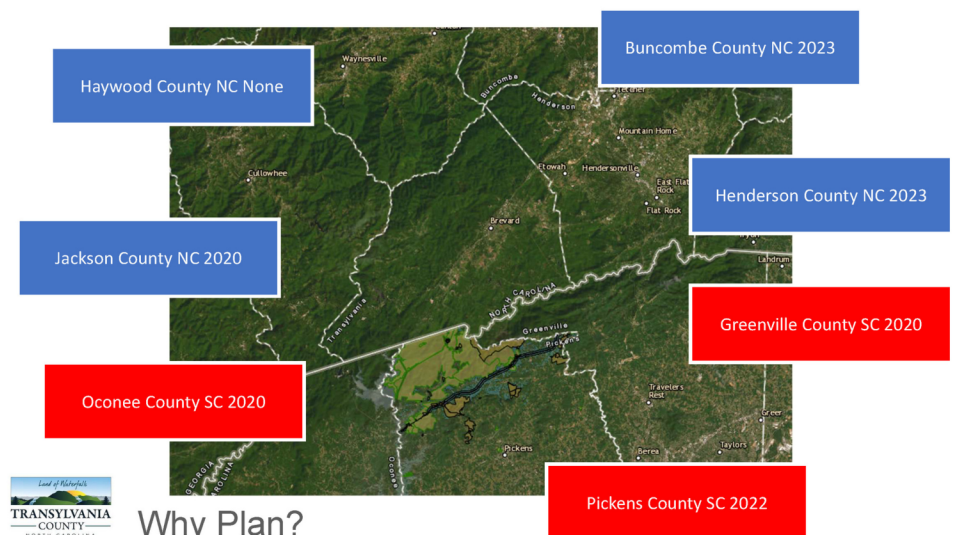 Buncombe County NC 2023
Haywood County NC None
Waynesville
Buncombe
Henderson
Fletcher
Mountain Home
Cullowhee
Etowah
Hendersonville
East Flat
Rock
Flat Rock
Henderson County NC 2023
Brevard
Jackson County NC 2020
Landrum
NORTH CAROLINA
Transylvania
Greenville
Pickens
Greenville County SC 2020
Oconee County SC 2020
Travelers
Rest
Greer
Taylors
Berea
Pickens
Oconee
GEORGIA
CAROLINA
Pickens County SC 2022
Land of Waterfalls
TRANSYLVANIA
COUNTY
NORTH CAROLINA
Why Plan?